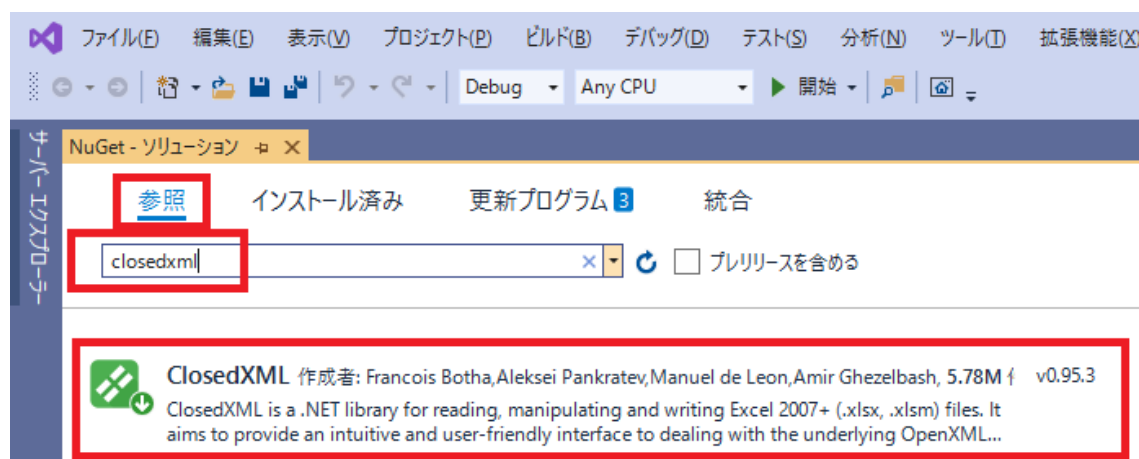 ファイル(F) 編集(E) 表示(V) プロジェクト(P) ビルド(B) デバッグ(D) テスト(S) 分析(N) ツール(T) 拡張機能(X)
Debug Any CPU 開始
サーバー エクスプローラー
NuGet - ソリューション
参照 インストール済み 更新プログラム 3 統合
closedxml プレリリースを含める
ClosedXML 作成者: Francois Botha,Aleksei Pankratev,Manuel de Leon,Amir Ghezelbash, 5.78M v0.95.3
ClosedXML is a .NET library for reading, manipulating and writing Excel 2007+ (.xlsx, .xlsm) files. It
aims to provide an intuitive and user-friendly interface to dealing with the underlying OpenXML...